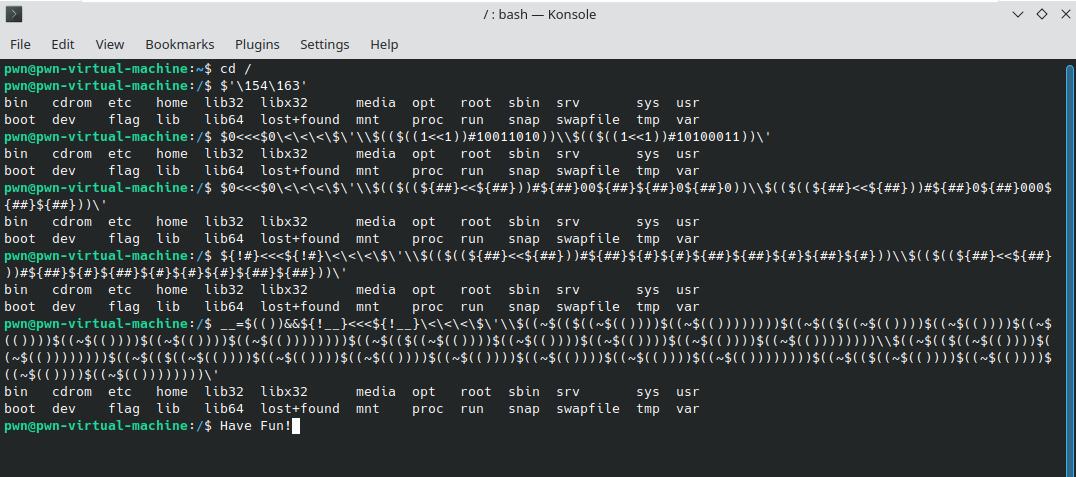 / : bash — Konsole
File Edit View Bookmarks Plugins Settings Help
pwn@pwn-virtual-machine:~$ cd /
pwn@pwn-virtual-machine:/$ $'\154\163'
bin cdrom etc home lib32 libx32 media opt root sbin srv sys usr
boot dev flag lib lib64 lost+found mnt proc run snap swapfile tmp var
pwn@pwn-virtual-machine:/$ $0<<<$0\<\<\<\$\'\\$(($((1<<1))#10011010))\\$(($((1<<1))#10100011))\'
bin cdrom etc home lib32 libx32 media opt root sbin srv sys usr
boot dev flag lib lib64 lost+found mnt proc run snap swapfile tmp var
pwn@pwn-virtual-machine:/$ $0<<<$0\<\<\<\$\'\\$(($((${##}<<${##}))#${##}00${##}${##}0${##}0))\\$(($((${##}<<${##}))#${##}0${##}000$
{##}${##}))\'
bin cdrom etc home lib32 libx32 media opt root sbin srv sys usr
boot dev flag lib lib64 lost+found mnt proc run snap swapfile tmp var
pwn@pwn-virtual-machine:/$ ${!#}<<<${!#}\<\<\<\$\'\\$(($((${##}<<${##}))#${##}${#}${#}${##}${##}${#}${##}${#}))\\$(($((${##}<<${##}
))#${##}${#}${##}${#}${#}${#}${##}${##}))\'
bin cdrom etc home lib32 libx32 media opt root sbin srv sys usr
boot dev flag lib lib64 lost+found mnt proc run snap swapfile tmp var
pwn@pwn-virtual-machine:/$ __=$(())&&${!__}<<<${!__}\<\<\<\$\'\\$((~$(($((~$(())))$((~$(())))))))$((~$(($((~$(())))$((~$(())))$((~$
(())))$((~$(())))$((~$(())))$((~$(())))))))$((~$(($((~$(())))$((~$(())))$((~$(())))$((~$(())))$((~$(())))))))\\$((~$(($((~$(())))$(
(~$(())))))))$((~$(($((~$(())))$((~$(())))$((~$(())))$((~$(())))$((~$(())))$((~$(())))$((~$(())))))))$((~$(($((~$(())))$((~$(())))$
((~$(())))$((~$(())))))))\'
bin cdrom etc home lib32 libx32 media opt root sbin srv sys usr
boot dev flag lib lib64 lost+found mnt proc run snap swapfile tmp var
pwn@pwn-virtual-machine:/$ Have Fun!